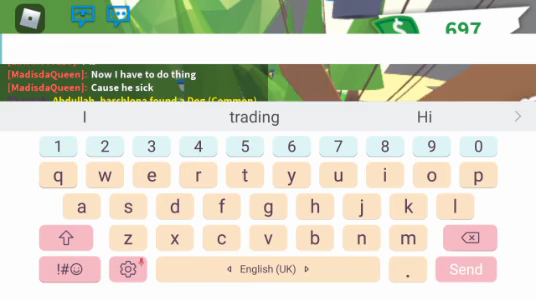 697
[MadisdaQueen]: Now I have to do thing
[MadisdaQueen]: Cause he sick
Abdullah_barchlona found a Dog (Common)
I trading Hi
1 2 3 4 5 6 7 8 9 0
q w e r t y u i o p
a s d f g h j k l
z x c v b n m
!#☺ English (UK) . Send